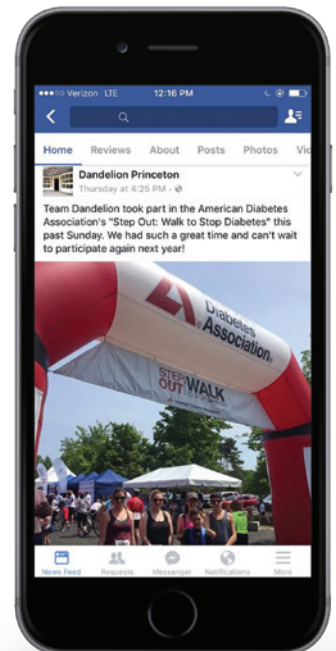 Verizon LTE 12:16 PM
Home Reviews About Posts Photos Vid
Dandelion Princeton
Thursday at 4:25 PM
Team Dandelion took part in the American Diabetes
Association's "Step Out: Walk to Stop Diabetes" this
past Sunday. We had such a great time and can't wait
to participate again next year!
Diabetes
Association®
STEP
OUT WALK
News Feed Requests Messenger Notifications More